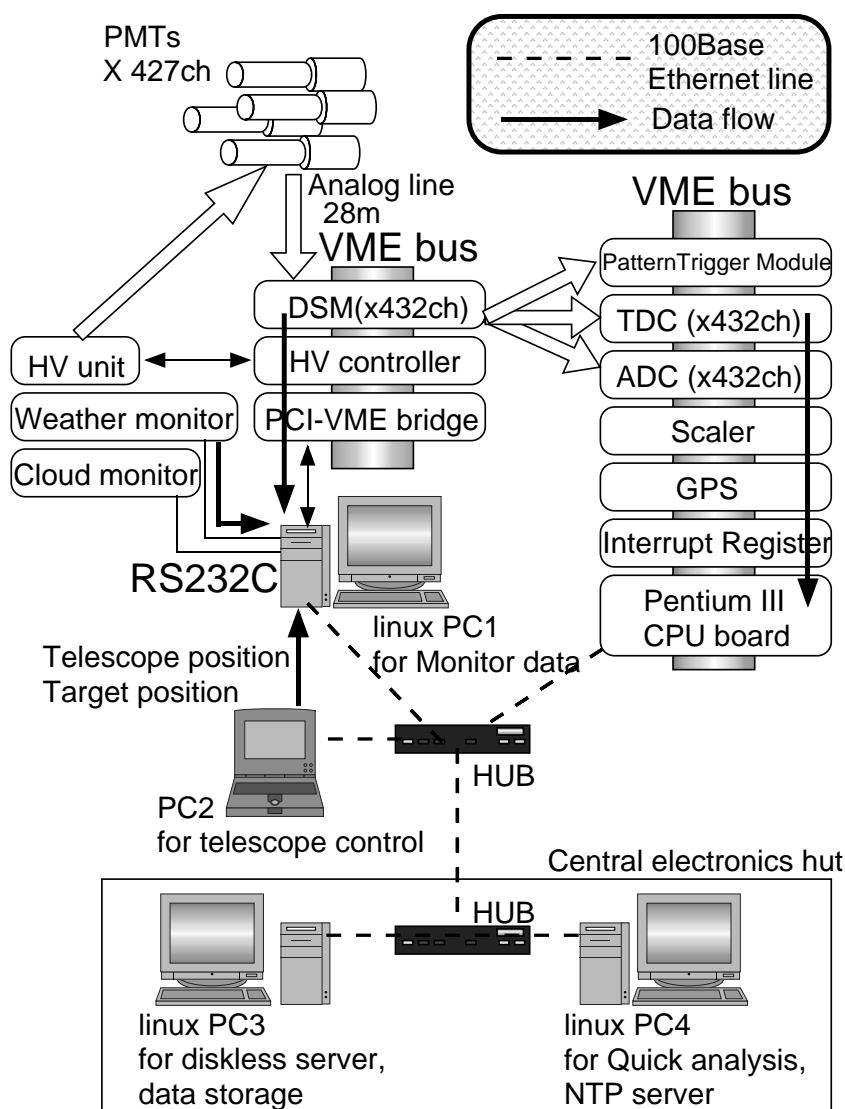 PMTs
X 427ch
100Base
Ethernet line
Data flow
Analog line
28m
VME bus
VME bus
PatternTrigger Module
DSM(x432ch)
TDC (x432ch)
HV unit
HV controller
ADC (x432ch)
Weather monitor
PCI-VME bridge
Scaler
Cloud monitor
GPS
Interrupt Register
RS232C
Pentium III
CPU board
linux PC1
for Monitor data
Telescope position
Target position
HUB
PC2
for telescope control
Central electronics hut
HUB
linux PC3
for diskless server,
data storage
linux PC4
for Quick analysis,
NTP server